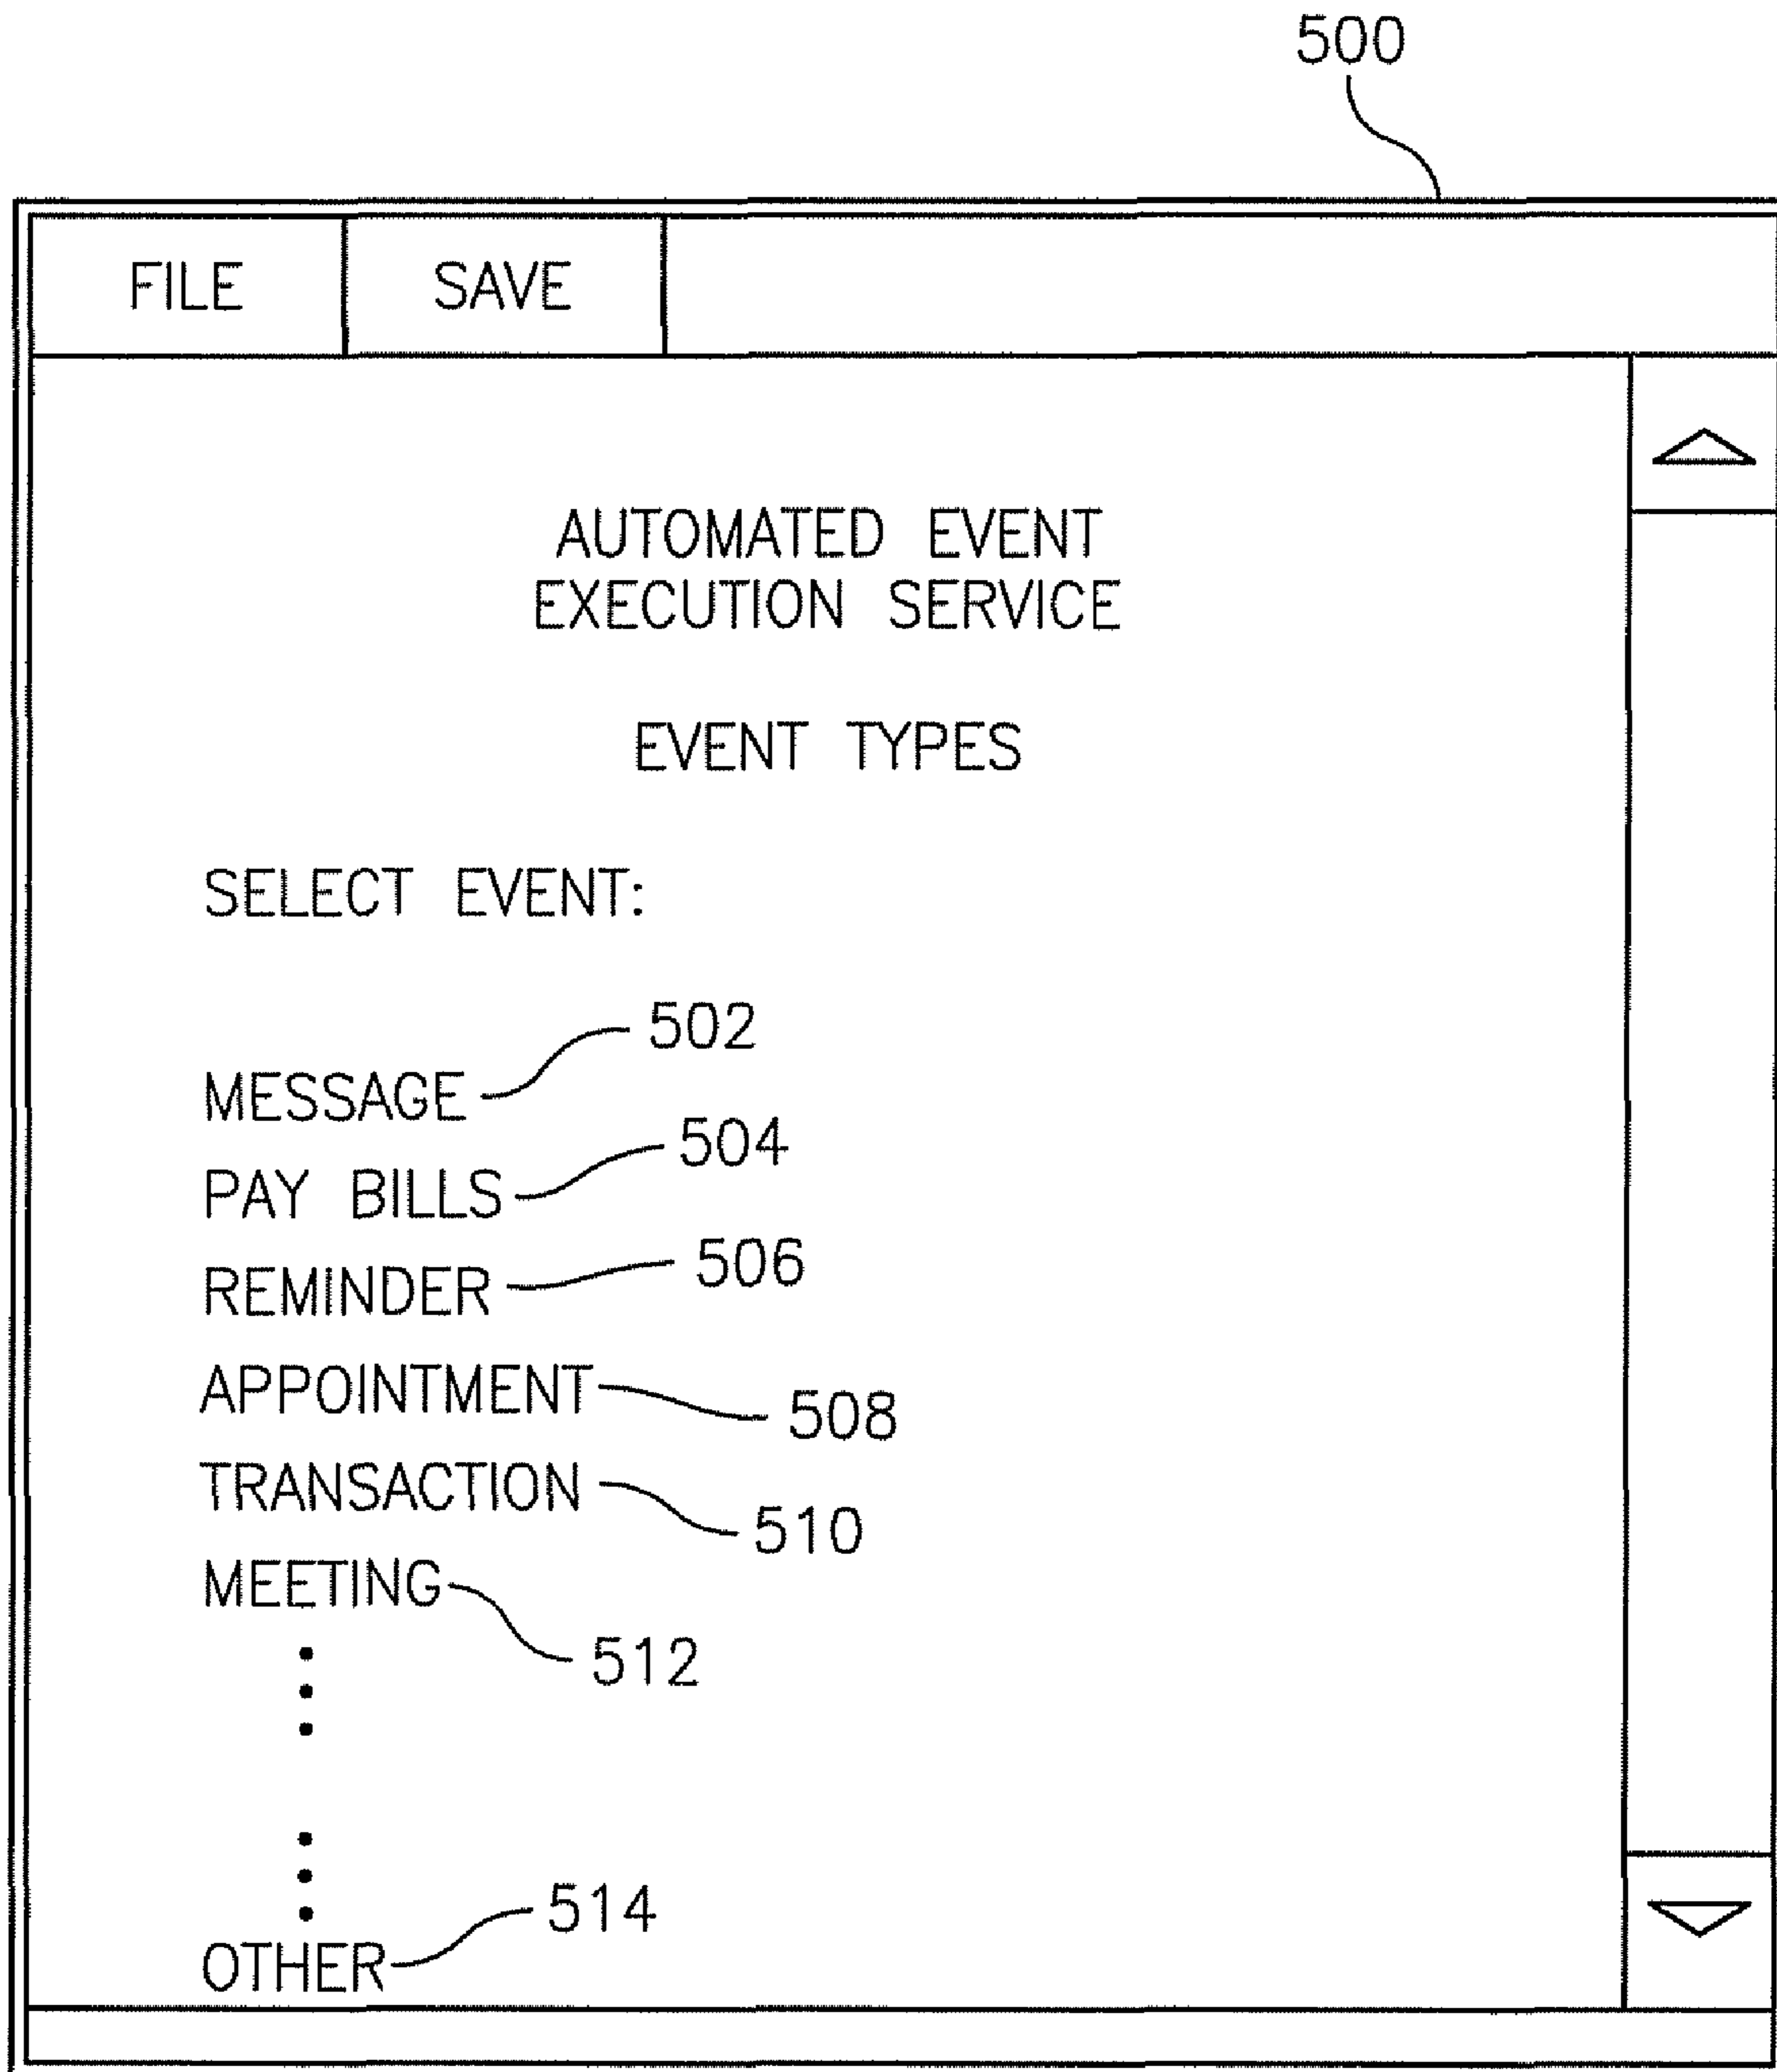 500
FILE SAVE
AUTOMATED EVENT
EXECUTION SERVICE
EVENT TYPES
SELECT EVENT:
502
MESSAGE
504
PAY BILLS
506
REMINDER
APPOINTMENT
508
TRANSACTION
510
MEETING
512
514
OTHER